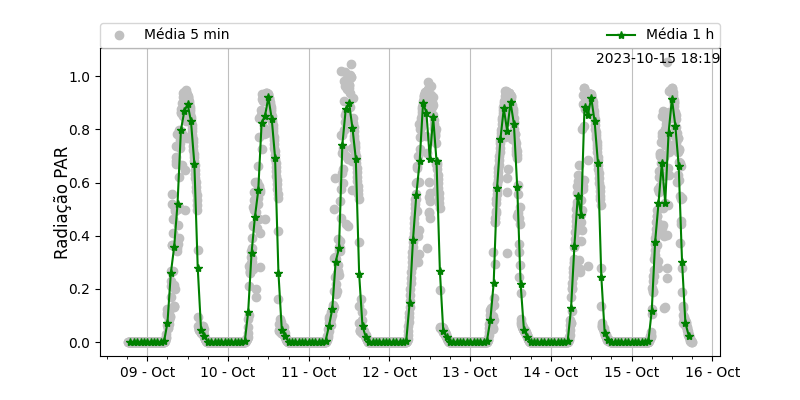 Média 5 min
Média 1 h
2023-10-15 18:19
Radiação PAR
1.0
0.8
0.6
0.4
0.2
0.0
09 - Oct
10 - Oct
11 - Oct
12 - Oct
13 - Oct
14 - Oct
15 - Oct
16 - Oct